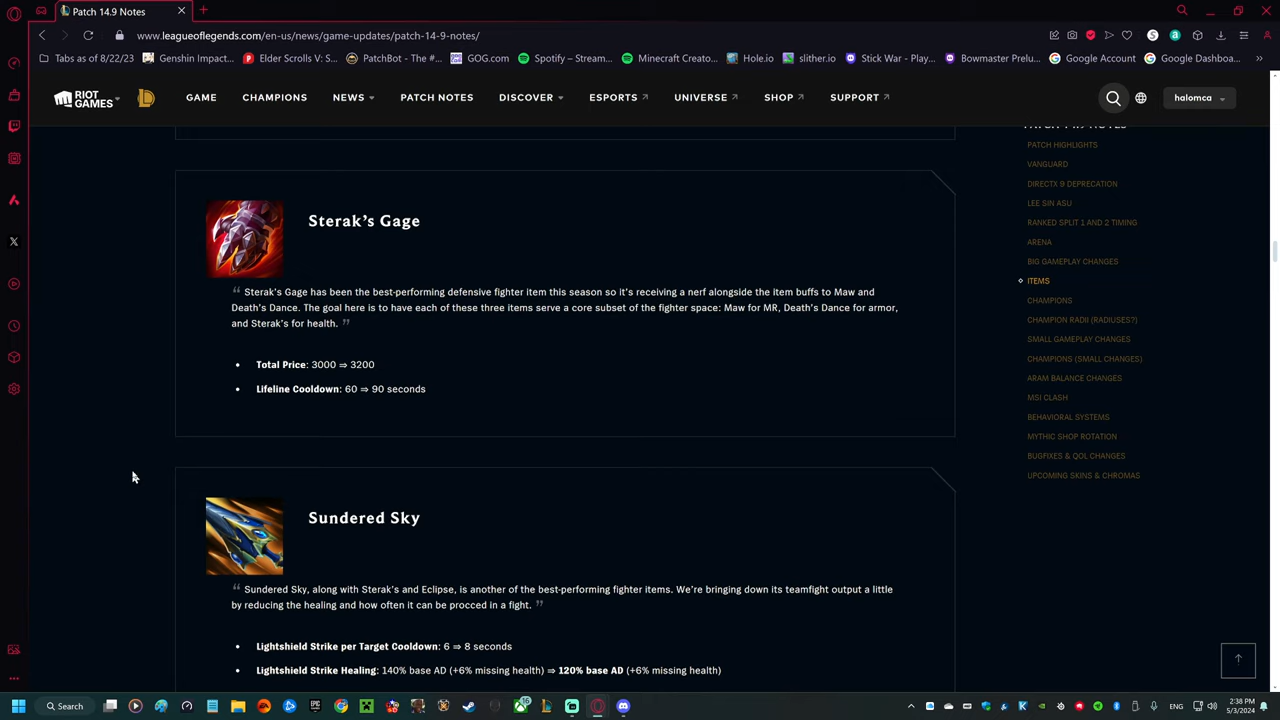 Patch 14.9 Notes
www.leagueoflegends.com/en-us/news/game-updates/patch-14-9-notes/
Tabs as of 8/22/23 Genshin Impact... Elder Scrolls V: S... PatchBot - The #... GOG.com Spotify – Stream... Minecraft Creato... Hole.io slither.io Stick War - Play... Bowmaster Prelu... Google Account Google Dashboa...
RIOT GAMES GAME CHAMPIONS NEWS PATCH NOTES DISCOVER ESPORTS UNIVERSE SHOP SUPPORT halomca
PATCH 14.9 NOTES
PATCH HIGHLIGHTS
VANGUARD
DIRECTX 9 DEPRECATION
LEE SIN ASU
RANKED SPLIT 1 AND 2 TIMING
ARENA
BIG GAMEPLAY CHANGES
ITEMS
CHAMPIONS
CHAMPION RADII (RADIUSES?)
SMALL GAMEPLAY CHANGES
CHAMPIONS (SMALL CHANGES)
ARAM BALANCE CHANGES
MSI CLASH
BEHAVIORAL SYSTEMS
MYTHIC SHOP ROTATION
BUGFIXES & QOL CHANGES
UPCOMING SKINS & CHROMAS
Sterak's Gage
“ Sterak's Gage has been the best-performing defensive fighter item this season so it's receiving a nerf alongside the item buffs to Maw and
Death's Dance. The goal here is to have each of these three items serve a core subset of the fighter space: Maw for MR, Death's Dance for armor,
and Sterak's for health. ”
• Total Price: 3000 ⇒ 3200
• Lifeline Cooldown: 60 ⇒ 90 seconds
Sundered Sky
“ Sundered Sky, along with Sterak's and Eclipse, is another of the best-performing fighter items. We're bringing down its teamfight output a little
by reducing the healing and how often it can be procced in a fight. ”
• Lightshield Strike per Target Cooldown: 6 ⇒ 8 seconds
• Lightshield Strike Healing: 140% base AD (+6% missing health) ⇒ 120% base AD (+6% missing health)
Search
2:38 PM
5/3/2024